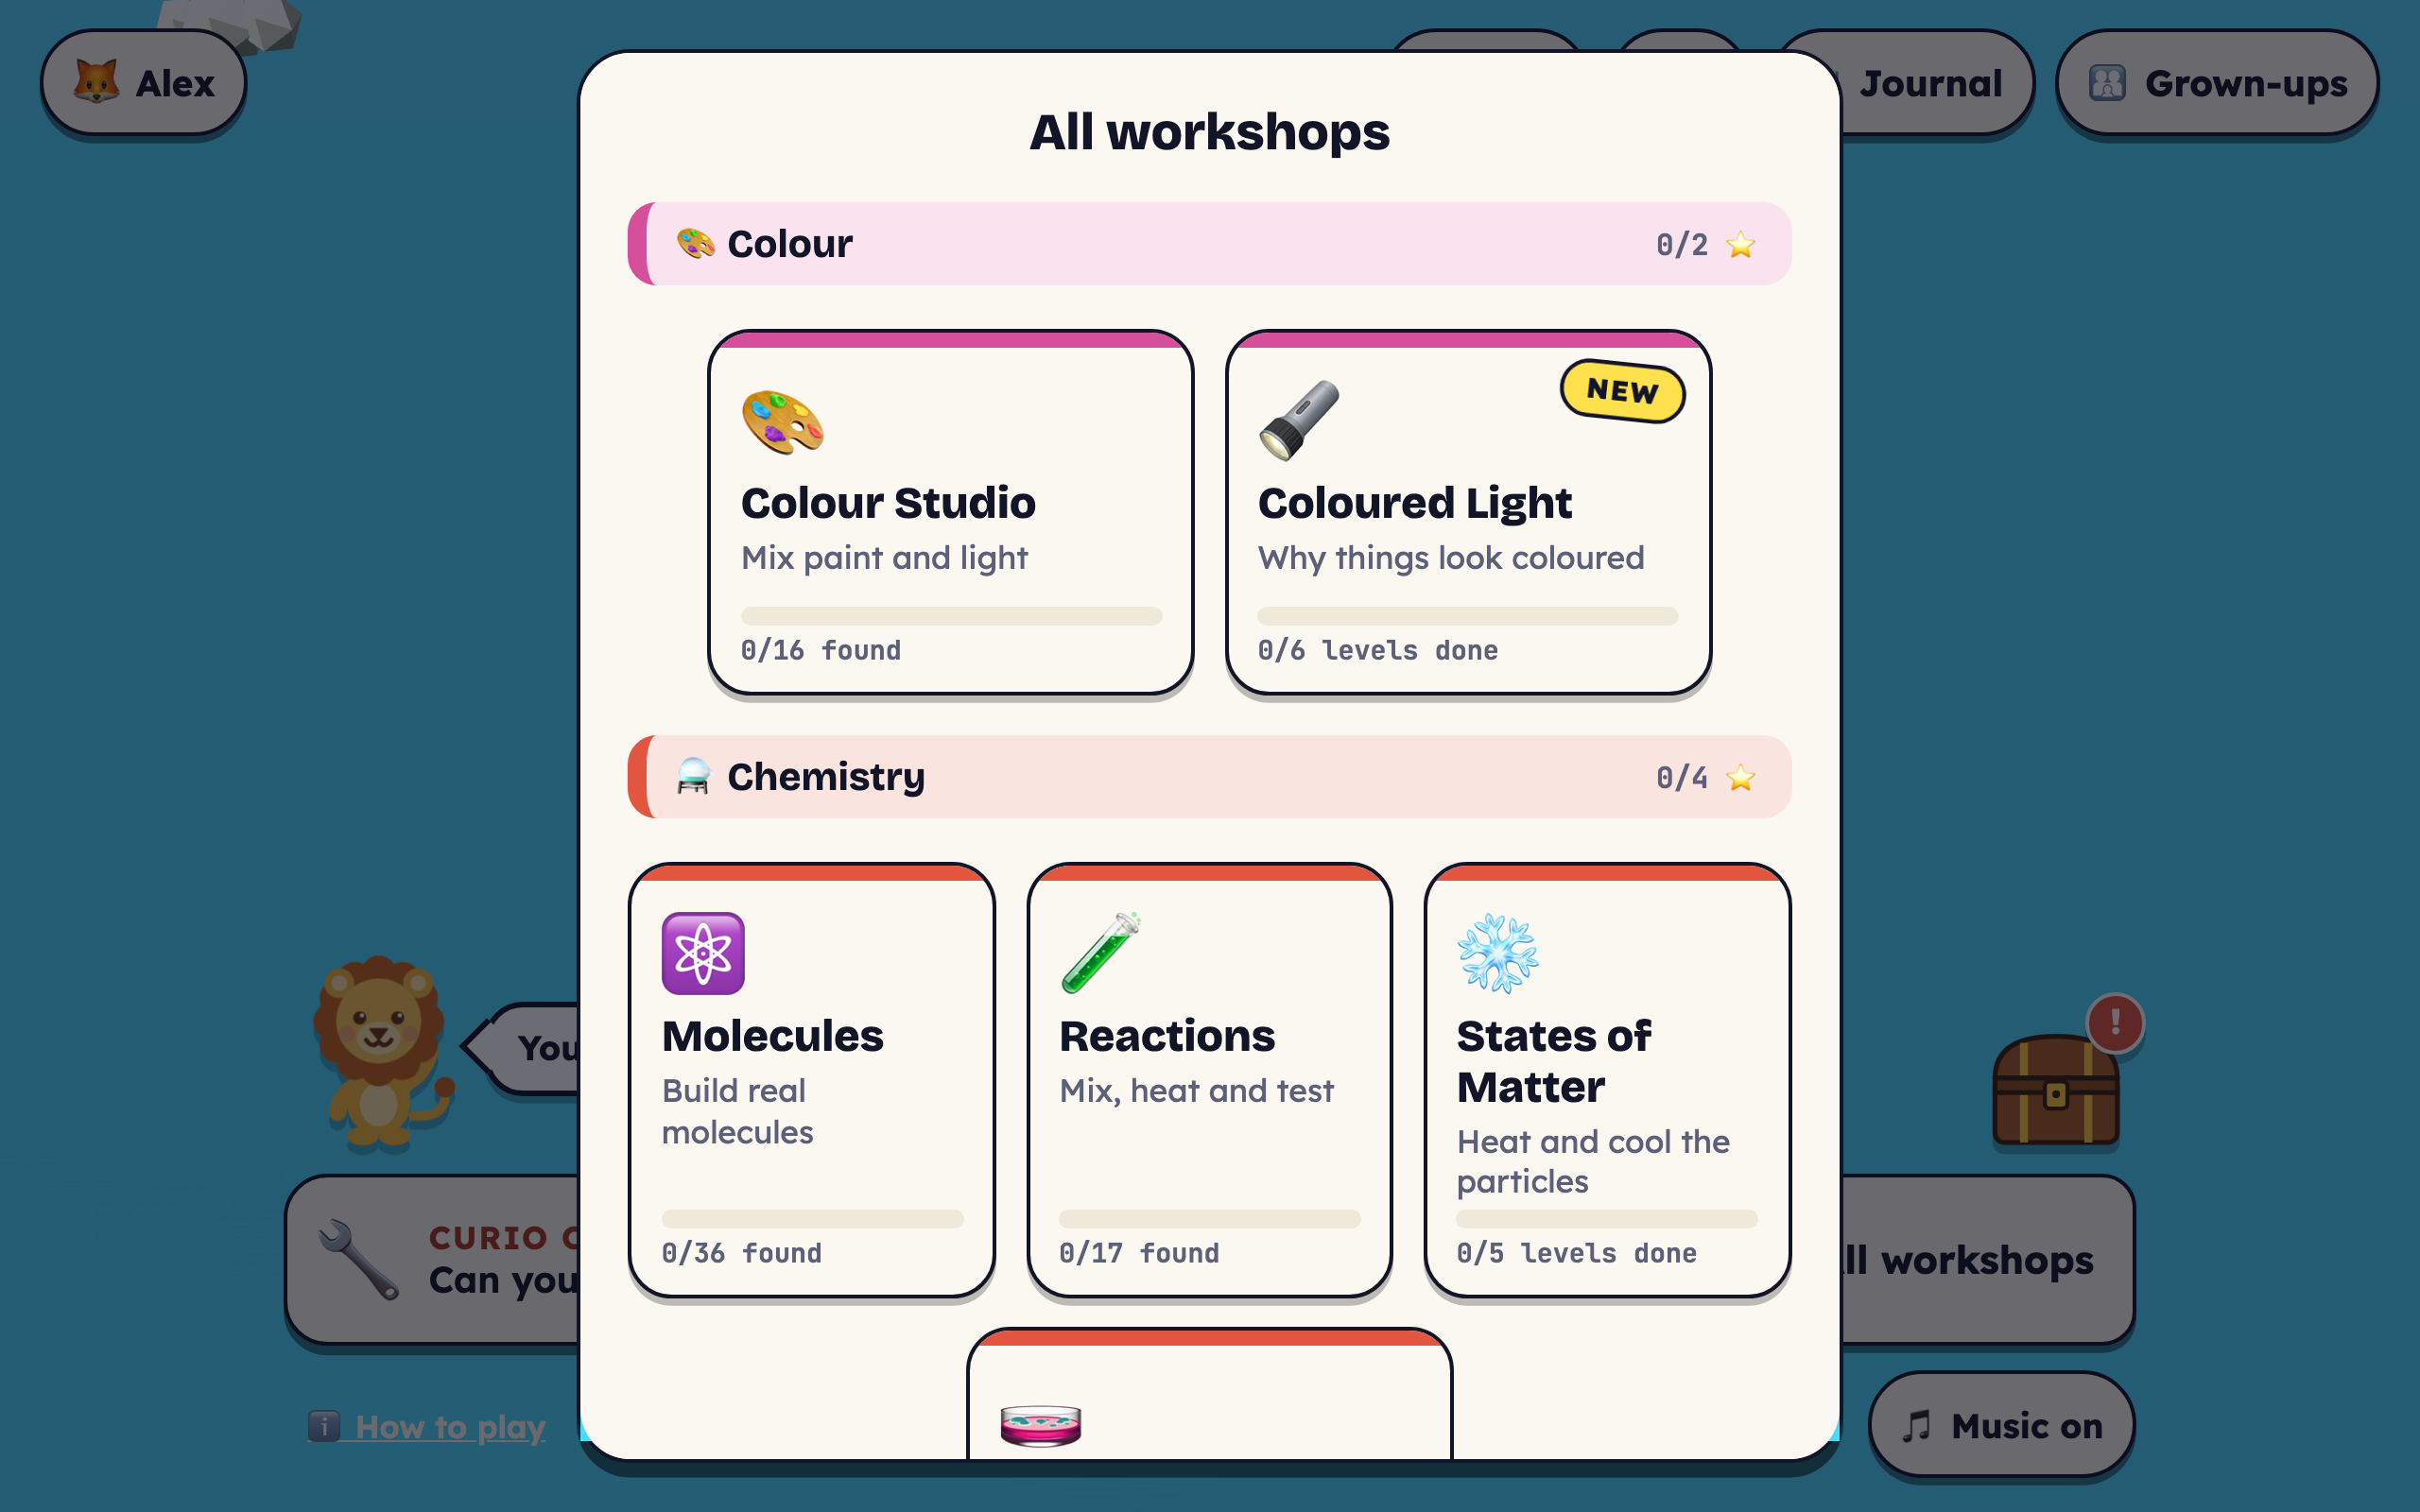 Alex
Journal
Grown-ups
All workshops
Colour
0/2
NEW
Colour Studio
Mix paint and light
0/16 found
Coloured Light
Why things look coloured
0/6 levels done
Chemistry
0/4
Molecules
Build real
molecules
0/36 found
Reactions
Mix, heat and test
0/17 found
States of
Matter
Heat and cool the
particles
0/5 levels done
You
!
CURIO
Can you
workshops
How to play
Music on